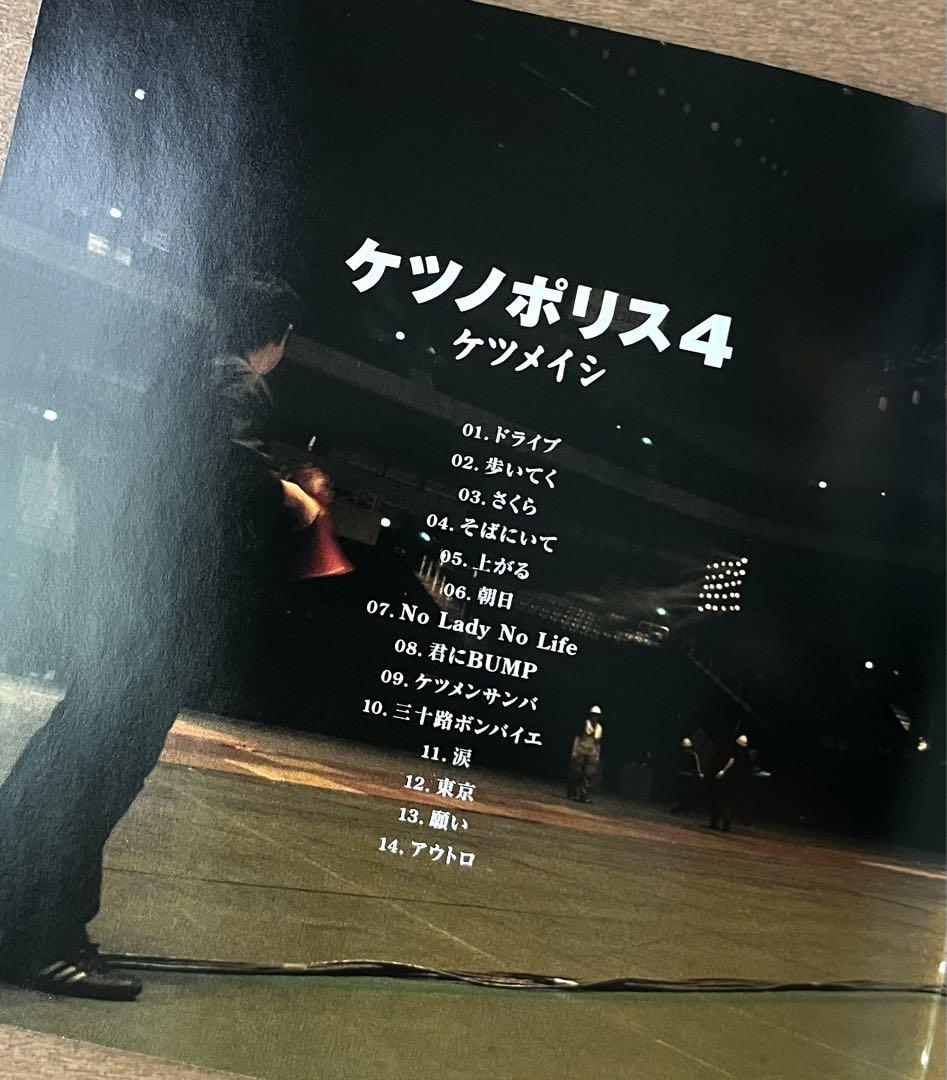 ケツノポリス4
ケツメイシ
01.ドライブ
02.歩いてく
03.さくら
04.そばにいて
05.上がる
06.朝日
07.No Lady No Life
08.君にBUMP
09.ケツメンサンバ
10.三十路ボンバイエ
11.涙
12.東京
13.願い
14.アウトロ